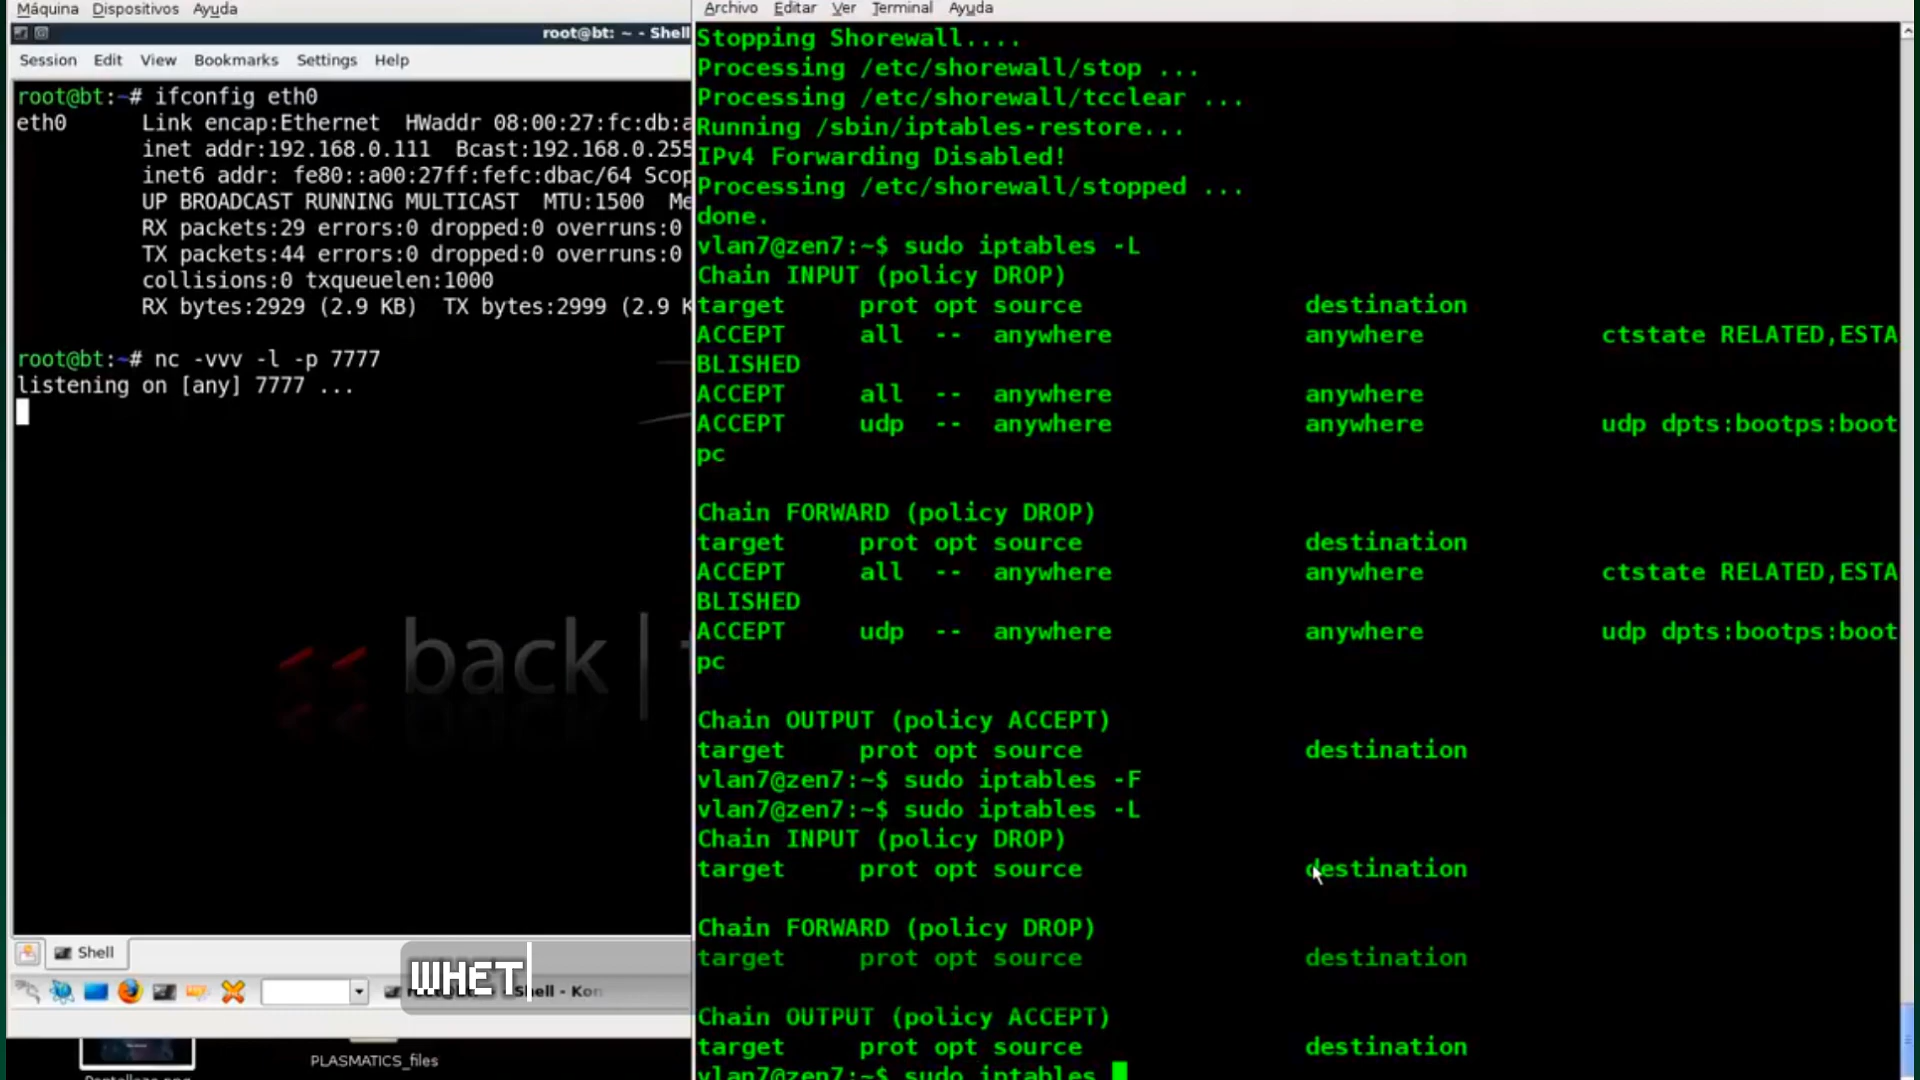 Máquina Dispositivos Ayuda
root@bt: ~ - Shell
Session Edit View Bookmarks Settings Help
root@bt:~# ifconfig eth0
eth0 Link encap:Ethernet HWaddr 08:00:27:fc:db:a
inet addr:192.168.0.111 Bcast:192.168.0.255
inet6 addr: fe80::a00:27ff:fefc:dbac/64 Scop
UP BROADCAST RUNNING MULTICAST MTU:1500 Me
RX packets:29 errors:0 dropped:0 overruns:0
TX packets:44 errors:0 dropped:0 overruns:0
collisions:0 txqueuelen:1000
RX bytes:2929 (2.9 KB) TX bytes:2999 (2.9 K
root@bt:~# nc -vvv -l -p 7777
listening on [any] 7777 ...
<< back |
Shell
WHET
Shell - Kon
PLASMATICS_files
Archivo Editar Ver Terminal Ayuda
Stopping Shorewall....
Processing /etc/shorewall/stop ...
Processing /etc/shorewall/tcclear ...
Running /sbin/iptables-restore...
IPv4 Forwarding Disabled!
Processing /etc/shorewall/stopped ...
done.
vlan7@zen7:~$ sudo iptables -L
Chain INPUT (policy DROP)
target prot opt source destination
ACCEPT all -- anywhere anywhere ctstate RELATED,ESTA
BLISHED
ACCEPT all -- anywhere anywhere
ACCEPT udp -- anywhere anywhere udp dpts:bootps:boot
pc
Chain FORWARD (policy DROP)
target prot opt source destination
ACCEPT all -- anywhere anywhere ctstate RELATED,ESTA
BLISHED
ACCEPT udp -- anywhere anywhere udp dpts:bootps:boot
pc
Chain OUTPUT (policy ACCEPT)
target prot opt source destination
vlan7@zen7:~$ sudo iptables -F
vlan7@zen7:~$ sudo iptables -L
Chain INPUT (policy DROP)
target prot opt source destination
Chain FORWARD (policy DROP)
target prot opt source destination
Chain OUTPUT (policy ACCEPT)
target prot opt source destination
vlan7@zen7:~$ sudo iptables